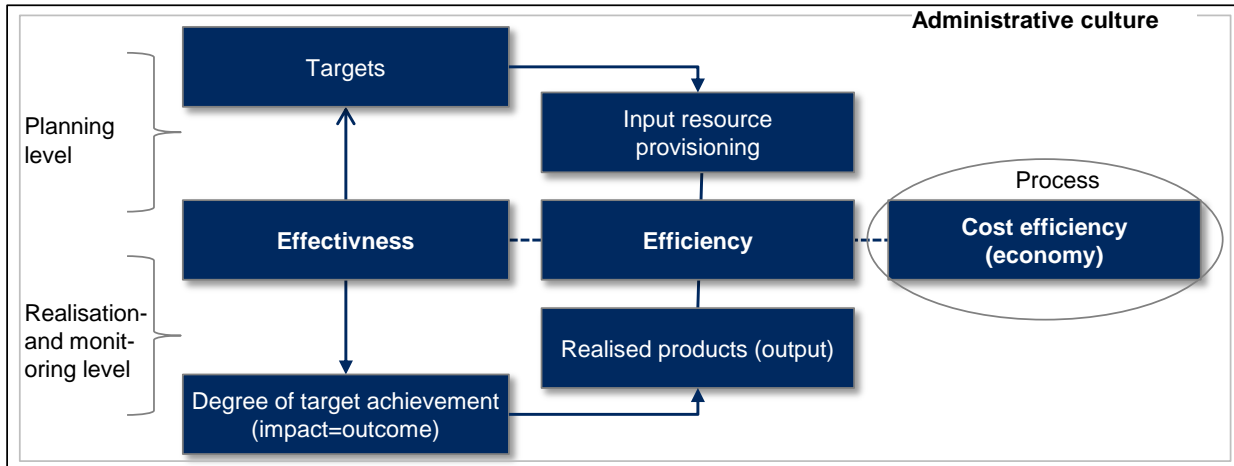 Administrative culture
Targets
Input resource
provisioning
Planning
level
Process
Effectivness
Efficiency
Cost efficiency
(economy)
Realisation-
and monit-
oring level
Realised products (output)
Degree of target achievement
(impact=outcome)